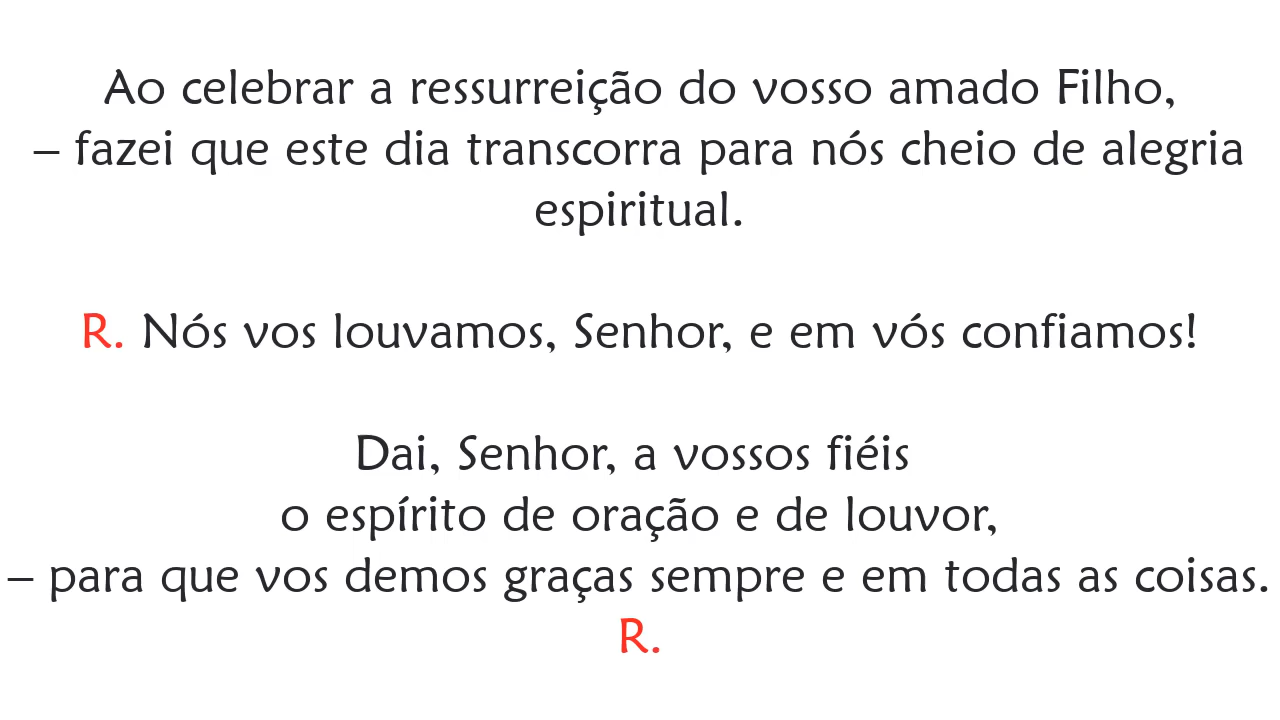 Ao celebrar a ressurreição do vosso amado Filho,
– fazei que este dia transcorra para nós cheio de alegria
espiritual.
R. Nós vos louvamos, Senhor, e em vós confiamos!
Dai, Senhor, a vossos fiéis
o espírito de oração e de louvor,
– para que vos demos graças sempre e em todas as coisas.
R.